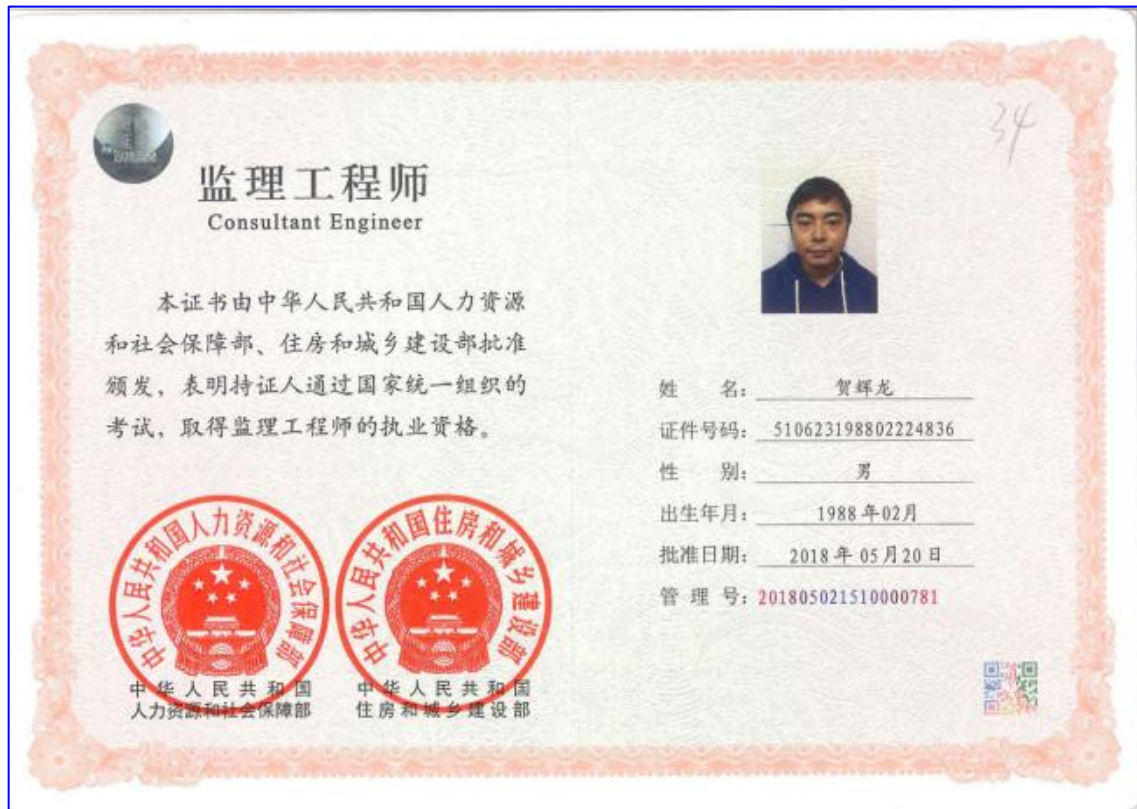 34
监理工程师
Consultant Engineer
本证书由中华人民共和国人力资源
和社会保障部、住房和城乡建设部批准
颁发,表明持证人通过国家统一组织的
考试,取得监理工程师的执业资格。
中华人民共和国人力资源和社会保障部
中华人民共和国住房和城乡建设部
中华人民共和国
人力资源和社会保障部
中华人民共和国
住房和城乡建设部
姓 名: 贺辉龙
证件号码: 510623198802224836
性 别: 男
出生年月: 1988年02月
批准日期: 2018年05月20日
管 理 号: 201805021510000781